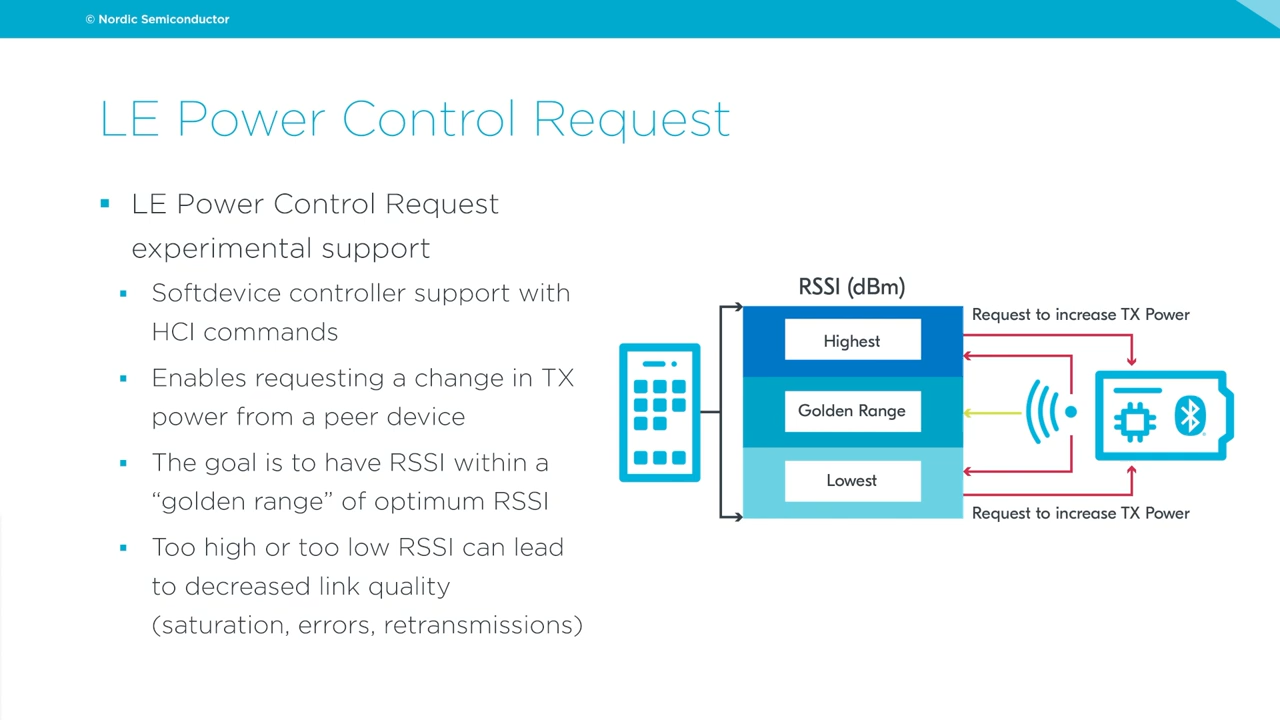 © Nordic Semiconductor
LE Power Control Request
LE Power Control Request
experimental support
Softdevice controller support with
HCI commands
Enables requesting a change in TX
power from a peer device
The goal is to have RSSI within a
“golden range” of optimum RSSI
Too high or too low RSSI can lead
to decreased link quality
(saturation, errors, retransmissions)
RSSI (dBm)
Highest
Golden Range
Lowest
Request to increase TX Power
Request to increase TX Power